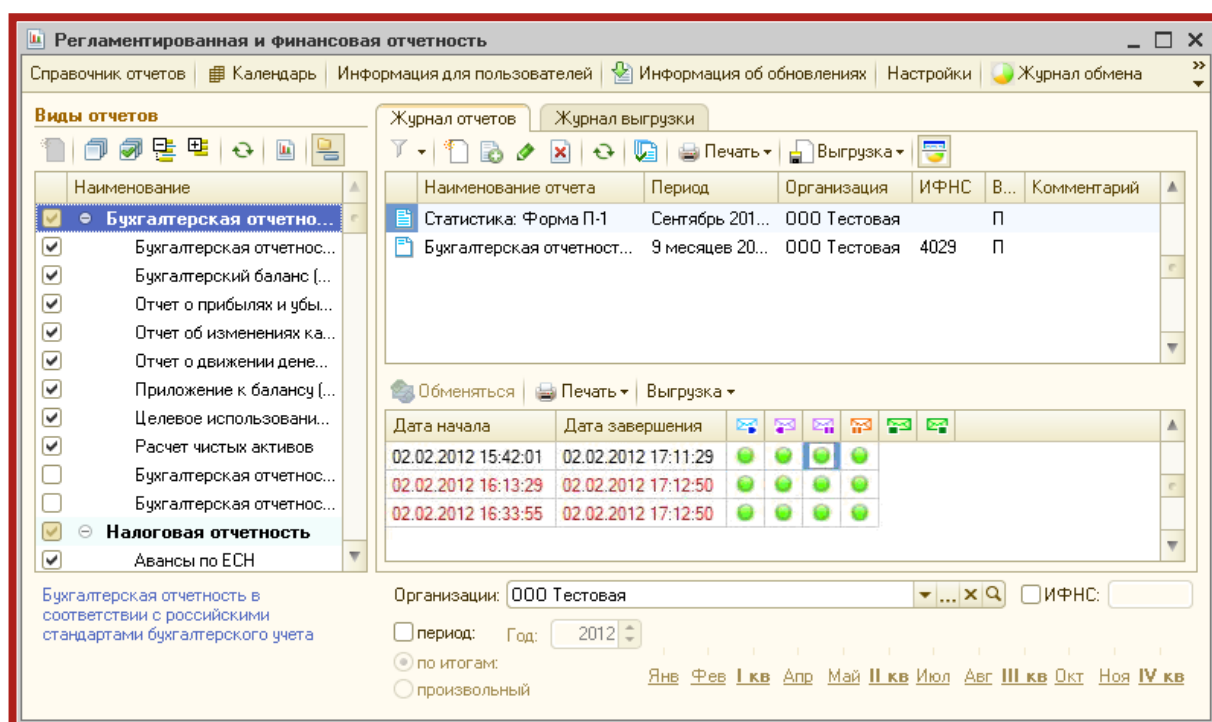 Регламентированная и финансовая отчетность
Справочник отчетов Календарь Информация для пользователей Информация об обновлениях Настройки Журнал обмена
Виды отчетов
Наименование
Бухгалтерская отчетно...
Бухгалтерская отчетнос...
Бухгалтерский баланс (...
Отчет о прибылях и убы...
Отчет об изменениях ка...
Отчет о движении дене...
Приложение к балансу (...
Целевое использовани...
Расчет чистых активов
Бухгалтерская отчетнос...
Бухгалтерская отчетнос...
Налоговая отчетность
Авансы по ЕСН
Бухгалтерская отчетность в
соответствии с российскими
стандартами бухгалтерского учета
Журнал отчетов Журнал выгрузки
Печать Выгрузка
Наименование отчета Период Организация ИФНС В... Комментарий
Статистика: Форма П-1 Сентябрь 201... ООО Тестовая П
Бухгалтерская отчетност... 9 месяцев 20... ООО Тестовая 4029 П
Обменяться Печать Выгрузка
Дата начала Дата завершения
02.02.2012 15:42:01 02.02.2012 17:11:29
02.02.2012 16:13:29 02.02.2012 17:12:50
02.02.2012 16:33:55 02.02.2012 17:12:50
Организации: ООО Тестовая ... ИФНС:
период: Год: 2012
по итогам:
произвольный
Янв Фев I кв Апр Май II кв Июл Авг III кв Окт Ноя IV кв